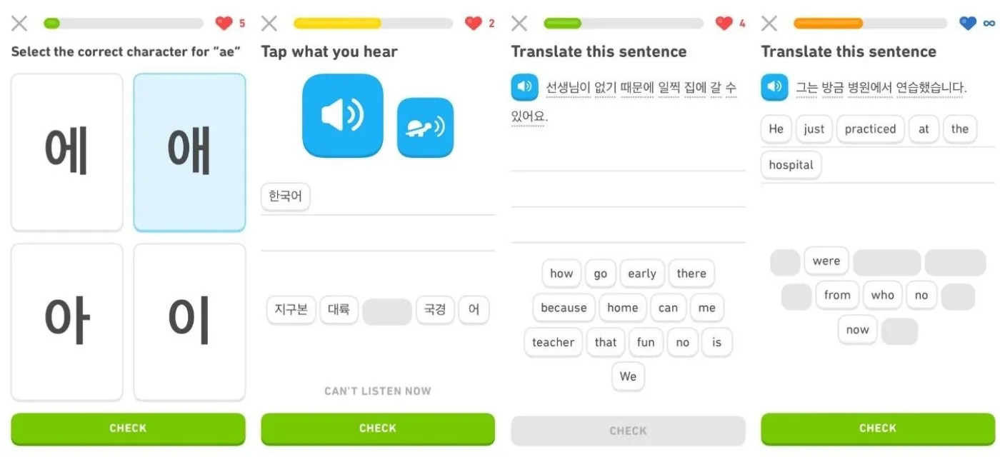 5
Select the correct character for “ae”
에
애
아
이
CHECK
2
Tap what you hear
한국어
지구본
대륙
국경
어
CAN'T LISTEN NOW
CHECK
4
Translate this sentence
선생님이 없기 때문에 일찍 집에 갈 수
있어요.
how go early there
because home can me
teacher that fun no is
We
CHECK
∞
Translate this sentence
그는 방금 병원에서 연습했습니다.
He just practiced at the
hospital
were
from who no
now
CHECK